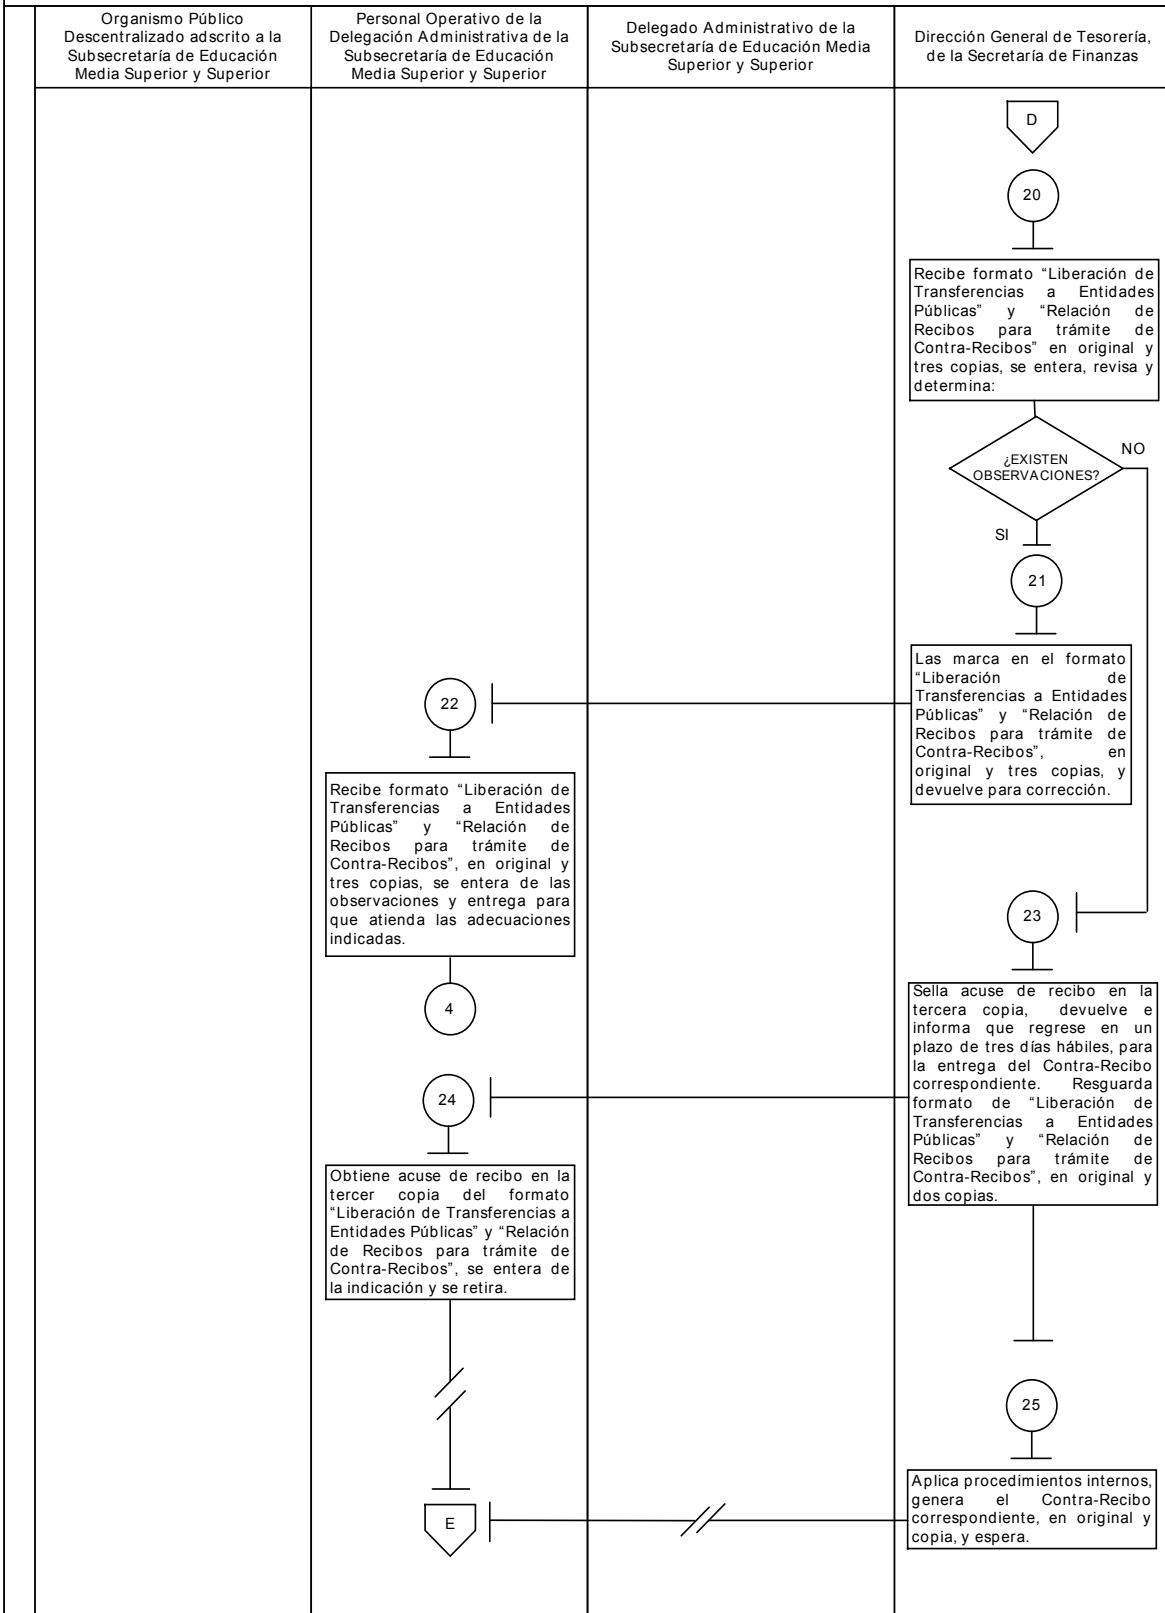 Organismo Público
Descentralizado adscrito a la
Subsecretaría de Educación
Media Superior y Superior
Personal Operativo de la
Delegación Administrativa de la
Subsecretaría de Educación
Media Superior y Superior
Delegado Administrativo de la
Subsecretaría de Educación Media
Superior y Superior
Dirección General de Tesorería,
de la Secretaría de Finanzas
D
20
Recibe formato “Liberación de
Transferencias a Entidades
Públicas” y “Relación de
Recibos para trámite de
Contra-Recibos” en original y
tres copias, se entera, revisa y
determina:
¿EXISTEN
OBSERVACIONES?
NO
SI
21
Las marca en el formato
“Liberación de
Transferencias a Entidades
Públicas” y “Relación de
Recibos para trámite de
Contra-Recibos”, en
original y tres copias, y
devuelve para corrección.
22
Recibe formato “Liberación de
Transferencias a Entidades
Públicas” y “Relación de
Recibos para trámite de
Contra-Recibos”, en original y
tres copias, se entera de las
observaciones y entrega para
que atienda las adecuaciones
indicadas.
4
23
Sella acuse de recibo en la
tercera copia, devuelve e
informa que regrese en un
plazo de tres días hábiles, para
la entrega del Contra-Recibo
correspondiente. Resguarda
formato de “Liberación de
Transferencias a Entidades
Públicas” y “Relación de
Recibos para trámite de
Contra-Recibos”, en original y
dos copias.
24
Obtiene acuse de recibo en la
tercer copia del formato
“Liberación de Transferencias a
Entidades Públicas” y “Relación
de Recibos para trámite de
Contra-Recibos”, se entera de
la indicación y se retira.
25
Aplica procedimientos internos,
genera el Contra-Recibo
correspondiente, en original y
copia, y espera.
E